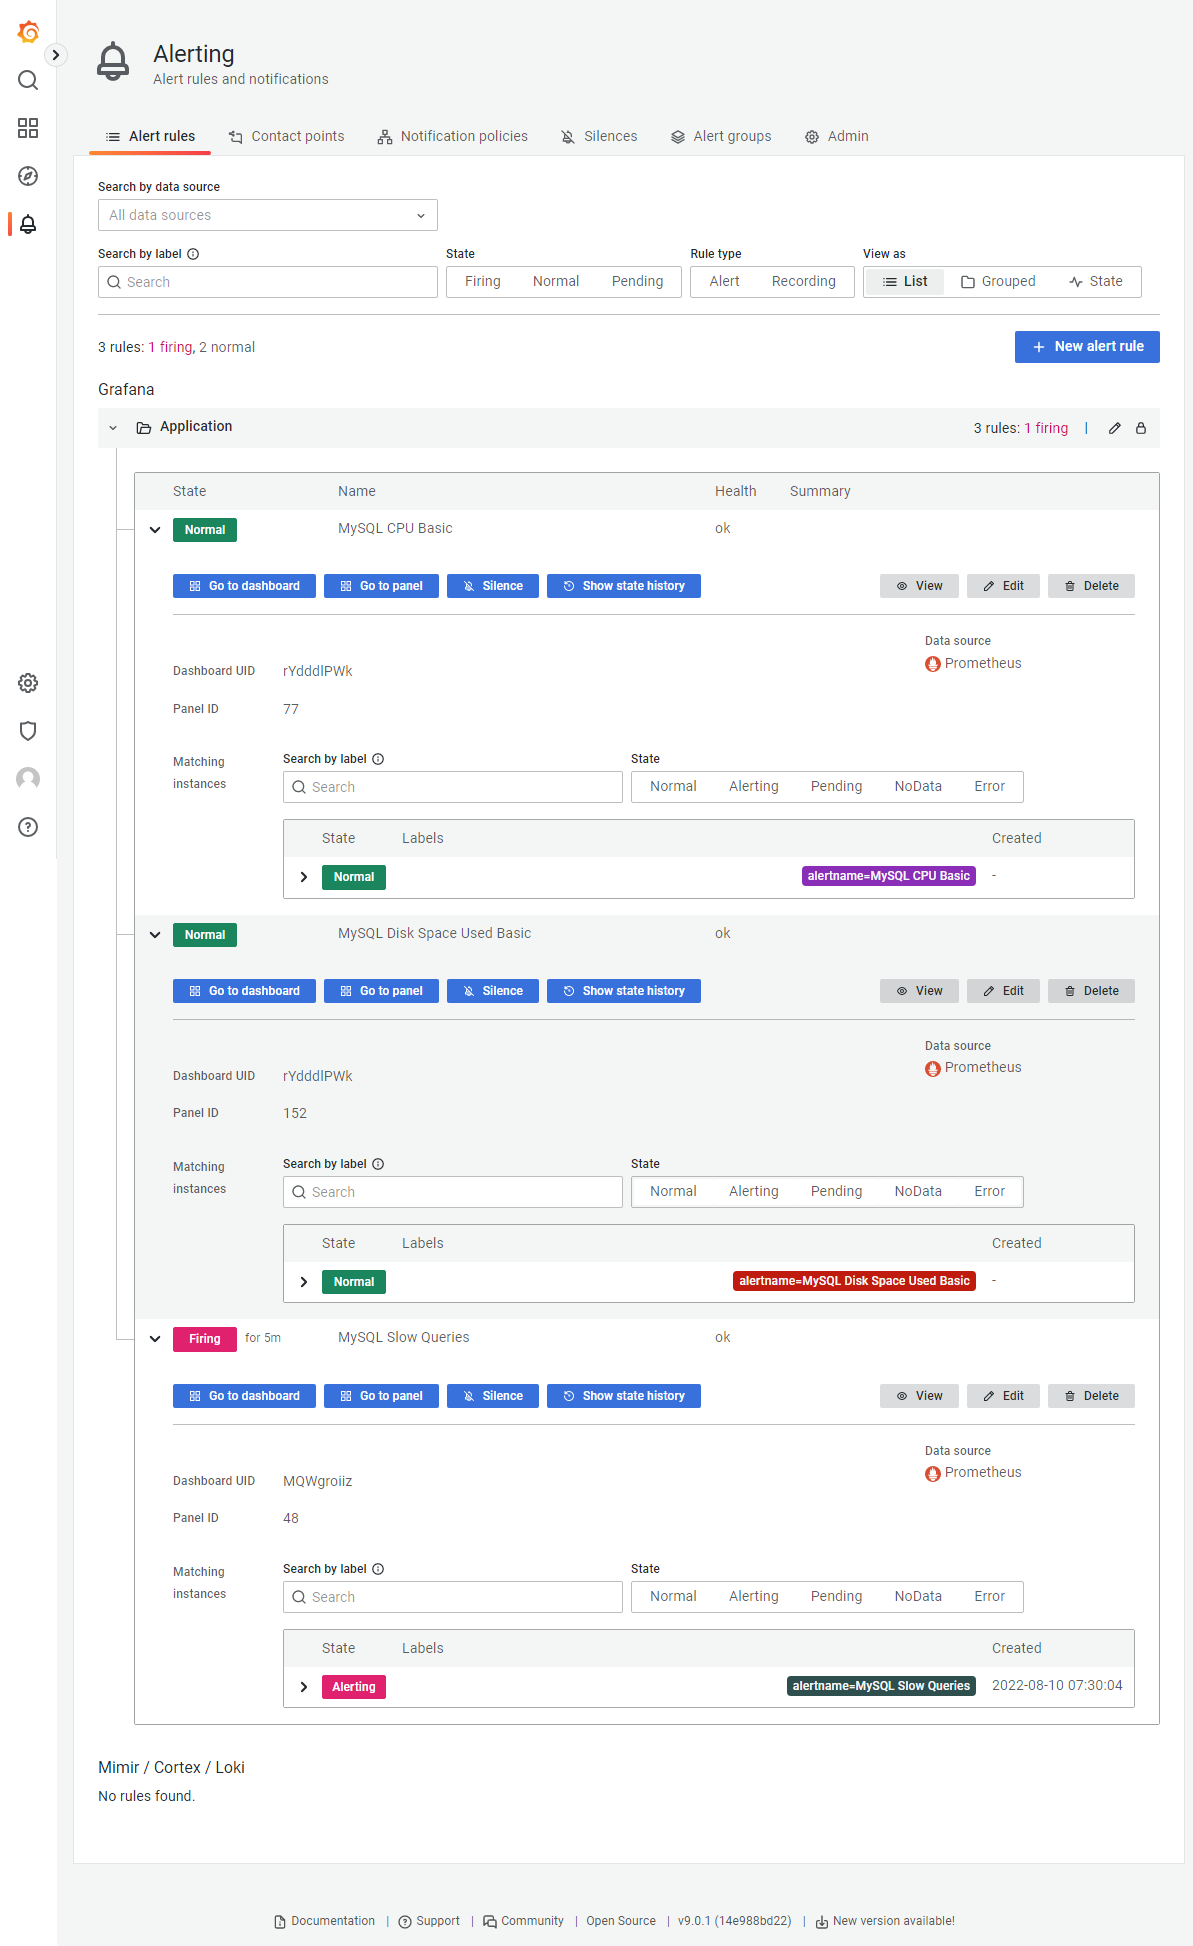 Alerting
Alert rules and notifications
Alert rules Contact points Notification policies Silences Alert groups Admin
Search by data source
All data sources
Search by label State Rule type View as
Search Firing Normal Pending Alert Recording List Grouped State
3 rules: 1 firing, 2 normal New alert rule
Grafana
Application 3 rules: 1 firing |
State Name Health Summary
Normal MySQL CPU Basic ok
Go to dashboard Go to panel Silence Show state history View Edit Delete
Data source
Prometheus
Dashboard UID rYdddlPWk
Panel ID 77
Matching instances
Search by label State
Search Normal Alerting Pending NoData Error
State Labels Created
Normal alertname=MySQL CPU Basic -
Normal MySQL Disk Space Used Basic ok
Go to dashboard Go to panel Silence Show state history View Edit Delete
Data source
Prometheus
Dashboard UID rYdddlPWk
Panel ID 152
Matching instances
Search by label State
Search Normal Alerting Pending NoData Error
State Labels Created
Normal alertname=MySQL Disk Space Used Basic -
Firing for 5m MySQL Slow Queries ok
Go to dashboard Go to panel Silence Show state history View Edit Delete
Data source
Prometheus
Dashboard UID MQWgroiiz
Panel ID 48
Matching instances
Search by label State
Search Normal Alerting Pending NoData Error
State Labels Created
Alerting alertname=MySQL Slow Queries 2022-08-10 07:30:04
Mimir / Cortex / Loki
No rules found.
Documentation | Support | Community | Open Source | v9.0.1 (14e988bd22) | New version available!